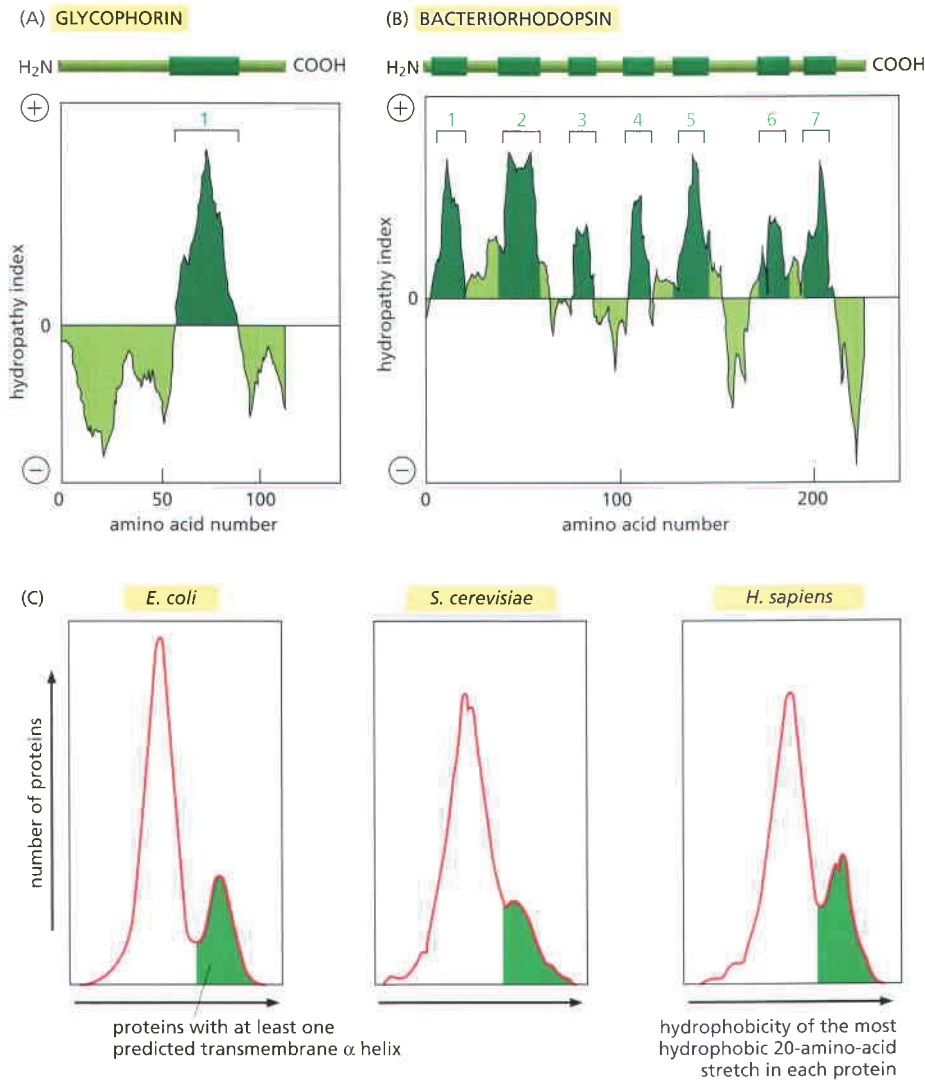 (A) GLYCOPHORIN
H₂N
COOH
+
1
hydropathy index
0
−
0
50
100
amino acid number
(B) BACTERIORHODOPSIN
H₂N
COOH
+
1 2 3 4 5 6 7
hydropathy index
0
−
0
100
200
amino acid number
(C)
E. coli
S. cerevisiae
H. sapiens
number of proteins
proteins with at least one
predicted transmembrane α helix
hydrophobicity of the most
hydrophobic 20-amino-acid
stretch in each protein